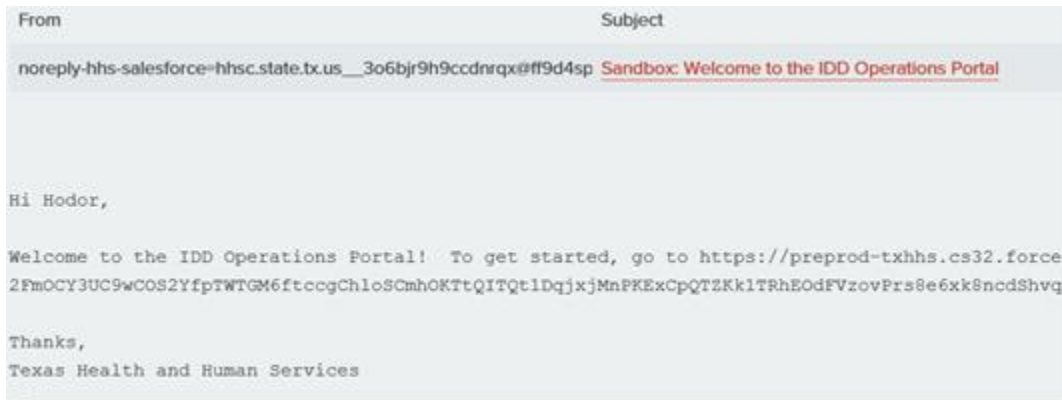 From Subject
noreply-hhs-salesforce=hhsc.state.tx.us__3o6bjr9h9ccdnrqx@ff9d4sp Sandbox: Welcome to the IDD Operations Portal
Hi Hodor,
Welcome to the IDD Operations Portal! To get started, go to https://preprod-txhhs.cs32.force
Thanks,
Texas Health and Human Services